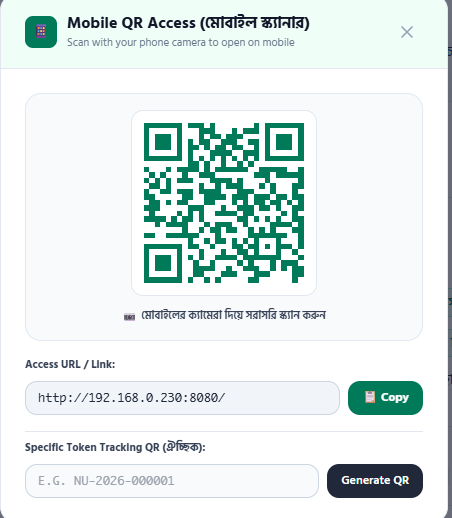 Mobile QR Access (মোবাইল স্ক্যানার)
Scan with your phone camera to open on mobile
মোবাইলের ক্যামেরা দিয়ে সরাসরি স্ক্যান করুন
Access URL / Link:
http://192.168.0.230:8080/
Copy
Specific Token Tracking QR (ঐচ্ছিক):
E.G. NU-2026-000001
Generate QR